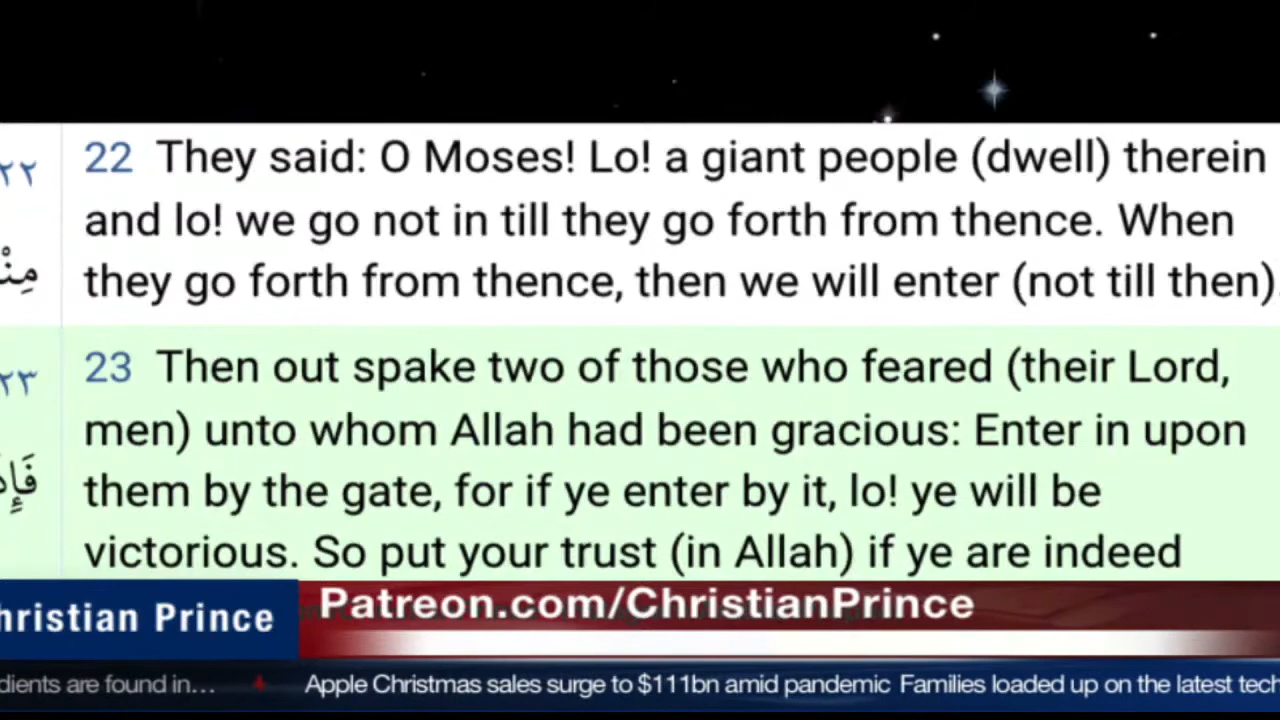 ٢٢
22 They said: O Moses! Lo! a giant people (dwell) therein
and lo! we go not in till they go forth from thence. When
مِنْ
they go forth from thence, then we will enter (not till then).
٢٣
23 Then out spake two of those who feared (their Lord,
men) unto whom Allah had been gracious: Enter in upon
them by the gate, for if ye enter by it, lo! ye will be
victorious. So put your trust (in Allah) if ye are indeed
hristian Prince
Patreon.com/ChristianPrince
dients are found in... Apple Christmas sales surge to $111bn amid pandemic Families loaded up on the latest tech